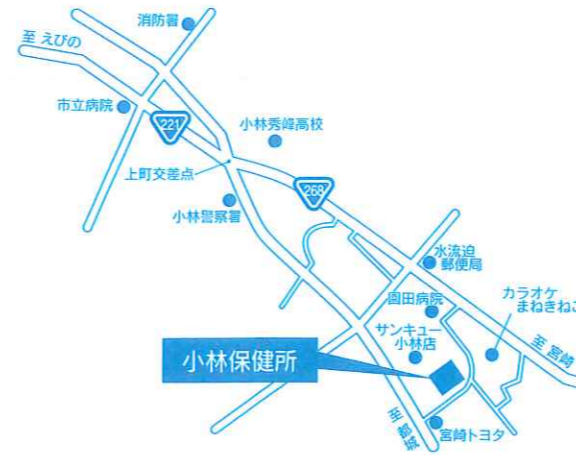 消防署
至 えびの
市立病院
221
小林秀峰高校
上町交差点
268
小林警察署
水流迫
郵便局
園田病院
カラオケ
まねきねこ
サンキュー
小林店
至 宮崎
小林保健所
至 都城
宮崎トヨタ